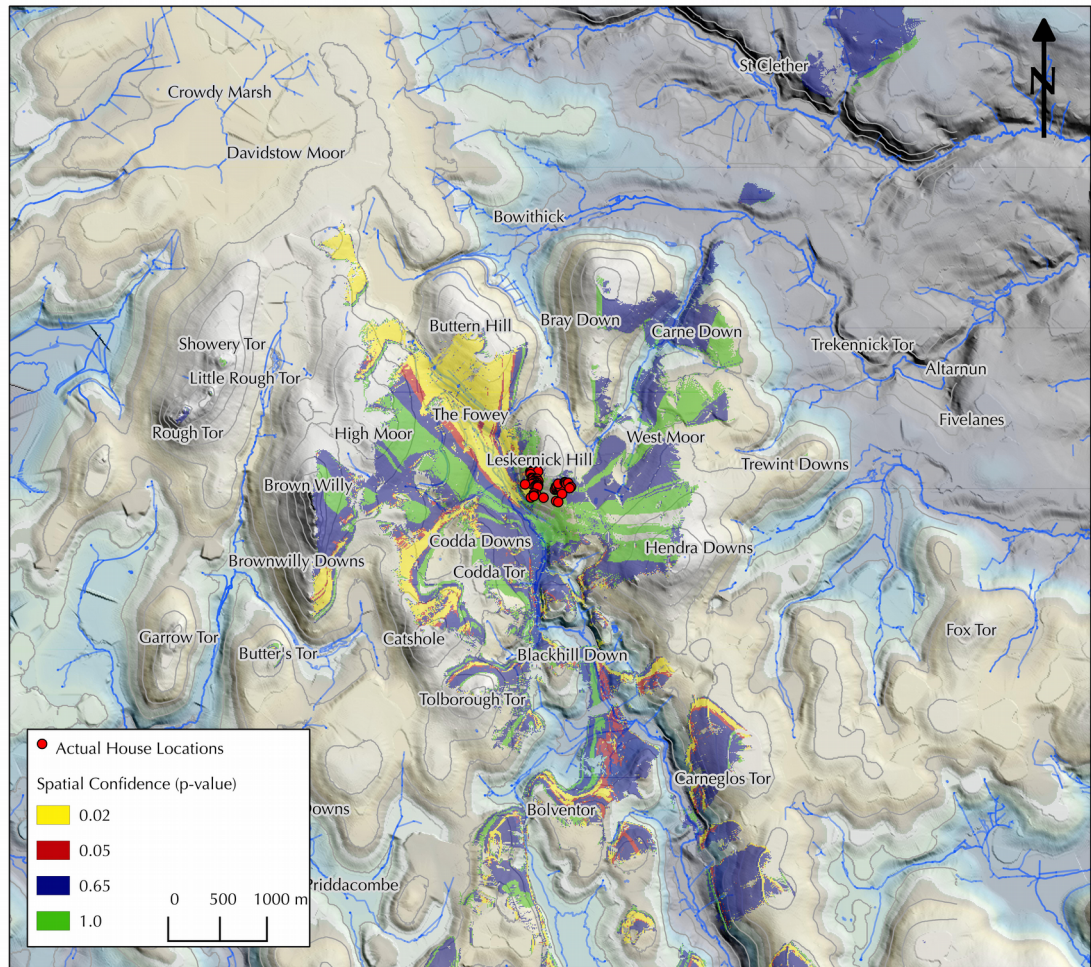 St Clether
N
Crowdy Marsh
Davidstow Moor
Bowithick
Buttern Hill
Bray Down
Carne Down
Showery Tor
Trekennick Tor
Little Rough Tor
Altarnun
The Fowey
Fivelanes
Rough Tor
High Moor
West Moor
Leskernick Hill
Trewint Downs
Brown Willy
Codda Downs
Hendra Downs
Brownwilly Downs
Codda Tor
Garrow Tor
Catshole
Fox Tor
Butter's Tor
Blackhill Down
Tolborough Tor
Carneglos Tor
Bolventor
Downs
Priddacombe
Actual House Locations
Spatial Confidence (p-value)
0.02
0.05
0.65
1.0
0 500 1000 m